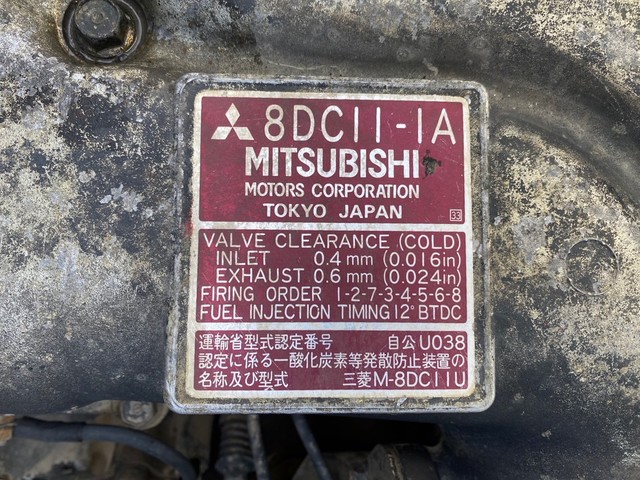 8DC11-1A
MITSUBISHI
MOTORS CORPORATION
TOKYO JAPAN 33
VALVE CLEARANCE (COLD)
INLET 0.4 mm (0.016in)
EXHAUST 0.6 mm (0.024in)
FIRING ORDER 1-2-7-3-4-5-6-8
FUEL INJECTION TIMING 12° BTDC
運輸省型式認定番号 自公U038
認定に係る一酸化炭素等発散防止装置の
名称及び型式 三菱M-8DC11U